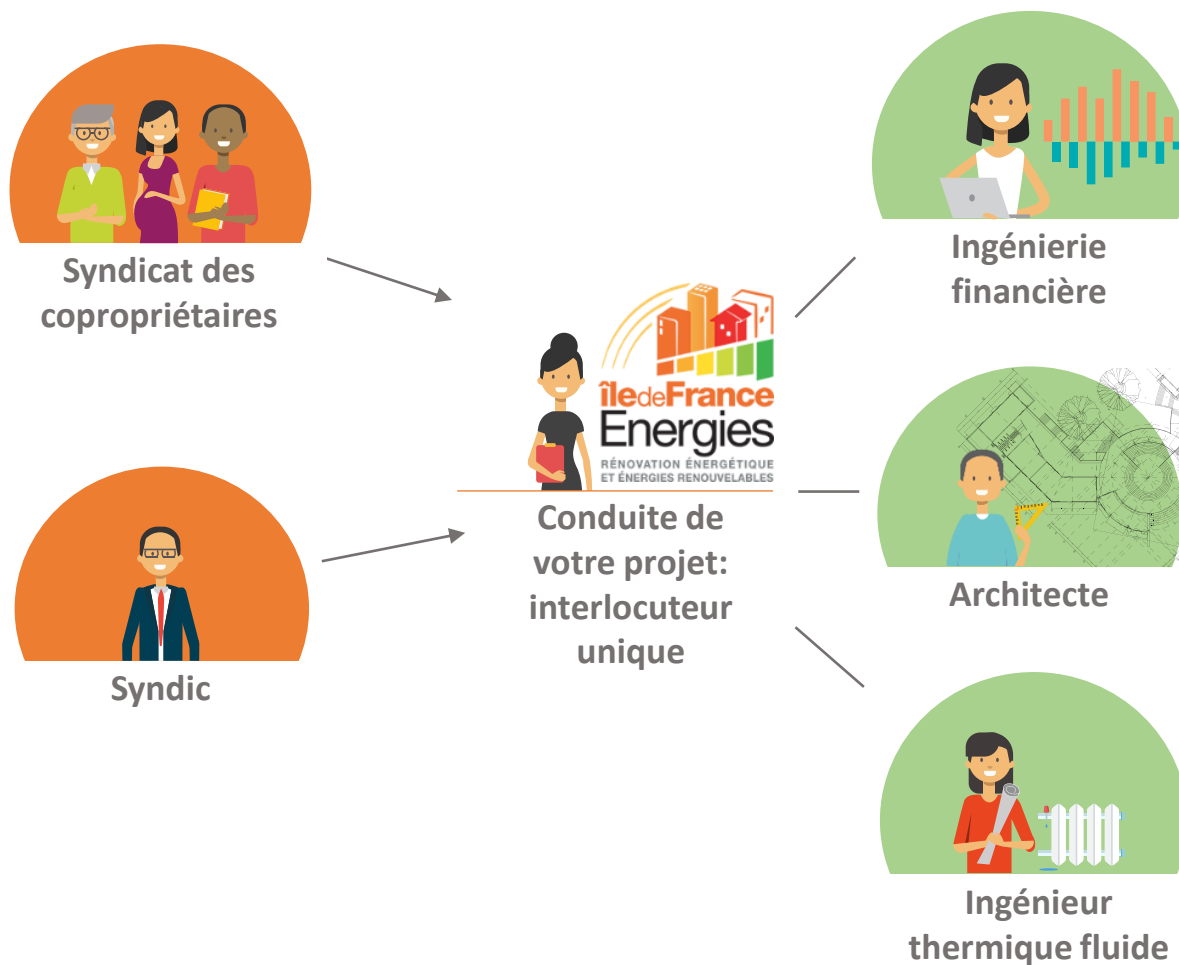 Syndicat des
copropriétaires
Syndic
îledeFrance
Energies
RÉNOVATION ÉNERGÉTIQUE
ET ÉNERGIES RENOUVELABLES
Conduite de
votre projet:
interlocuteur
unique
Ingénierie
financière
Architecte
Ingénieur
thermique fluide